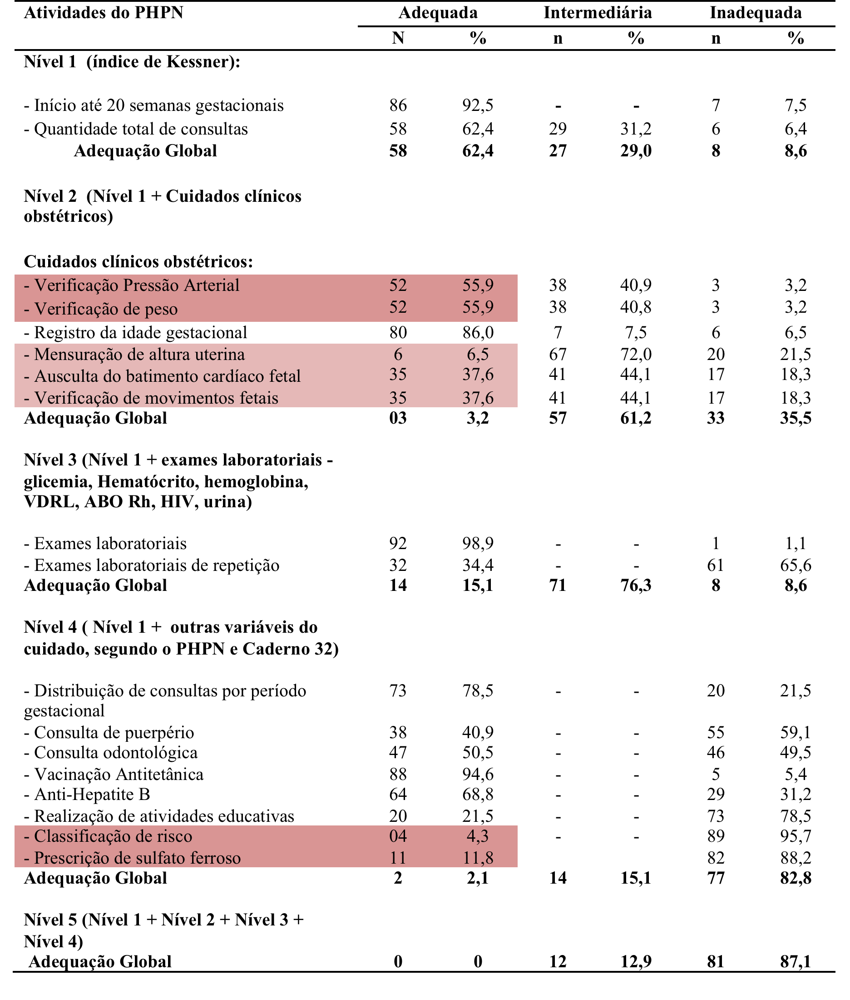 Atividades do PHPN Adequada Intermediária Inadequada
N % n % n %
Nível 1 (índice de Kessner):
- Início até 20 semanas gestacionais 86 92,5 - - 7 7,5
- Quantidade total de consultas 58 62,4 29 31,2 6 6,4
Adequação Global 58 62,4 27 29,0 8 8,6
Nível 2 (Nível 1 + Cuidados clínicos
obstétricos)
Cuidados clínicos obstétricos:
- Verificação Pressão Arterial 52 55,9 38 40,9 3 3,2
- Verificação de peso 52 55,9 38 40,8 3 3,2
- Registro da idade gestacional 80 86,0 7 7,5 6 6,5
- Mensuração de altura uterina 6 6,5 67 72,0 20 21,5
- Ausculta do batimento cardíaco fetal 35 37,6 41 44,1 17 18,3
- Verificação de movimentos fetais 35 37,6 41 44,1 17 18,3
Adequação Global 03 3,2 57 61,2 33 35,5
Nível 3 (Nível 1 + exames laboratoriais -
glicemia, Hematócrito, hemoglobina,
VDRL, ABO Rh, HIV, urina)
- Exames laboratoriais 92 98,9 - - 1 1,1
- Exames laboratoriais de repetição 32 34,4 - - 61 65,6
Adequação Global 14 15,1 71 76,3 8 8,6
Nível 4 ( Nível 1 + outras variáveis do
cuidado, segundo o PHPN e Caderno 32)
- Distribuição de consultas por período 73 78,5 - - 20 21,5
gestacional
- Consulta de puerpério 38 40,9 - - 55 59,1
- Consulta odontológica 47 50,5 - - 46 49,5
- Vacinação Antitetânica 88 94,6 - - 5 5,4
- Anti-Hepatite B 64 68,8 - - 29 31,2
- Realização de atividades educativas 20 21,5 - - 73 78,5
- Classificação de risco 04 4,3 - - 89 95,7
- Prescrição de sulfato ferroso 11 11,8 82 88,2
Adequação Global 2 2,1 14 15,1 77 82,8
Nível 5 (Nível 1 + Nível 2 + Nível 3 +
Nível 4)
Adequação Global 0 0 12 12,9 81 87,1